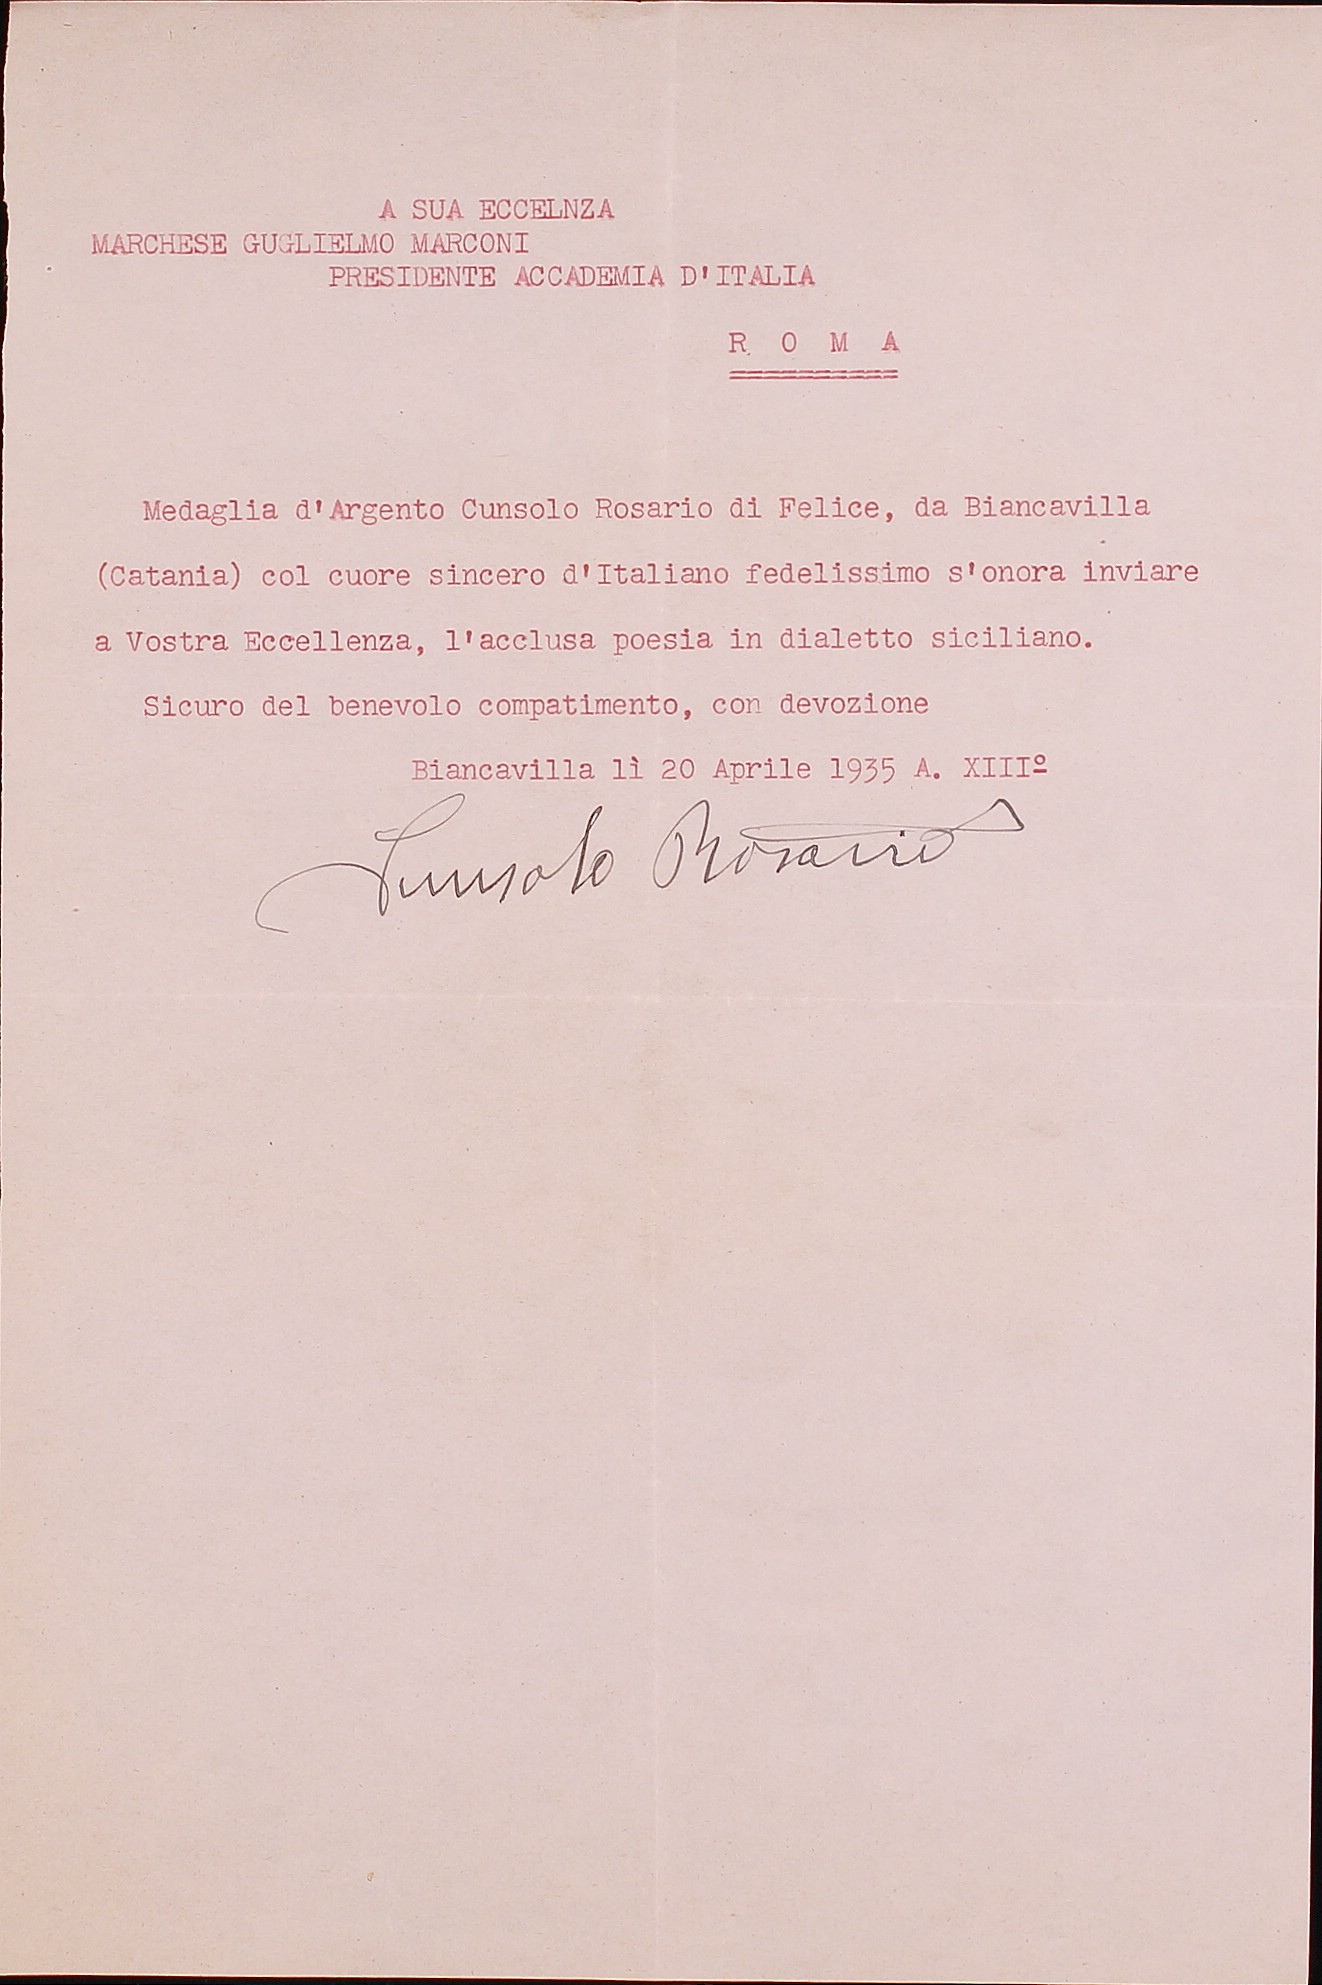 A SUA ECCELNZA
MARCHESE GUGLIELMO MARCONI
PRESIDENTE ACCADEMIA D'ITALIA
R O M A
==========
Medaglia d'Argento Cunsolo Rosario di Felice, da Biancavilla
(Catania) col cuore sincero d'Italiano fedelissimo s'onora inviare
a Vostra Eccellenza, l'acclusa poesia in dialetto siciliano.
Sicuro del benevolo compatimento, con devozione
Biancavilla lì 20 Aprile 1935 A. XIIIº
Cunsolo Rosario